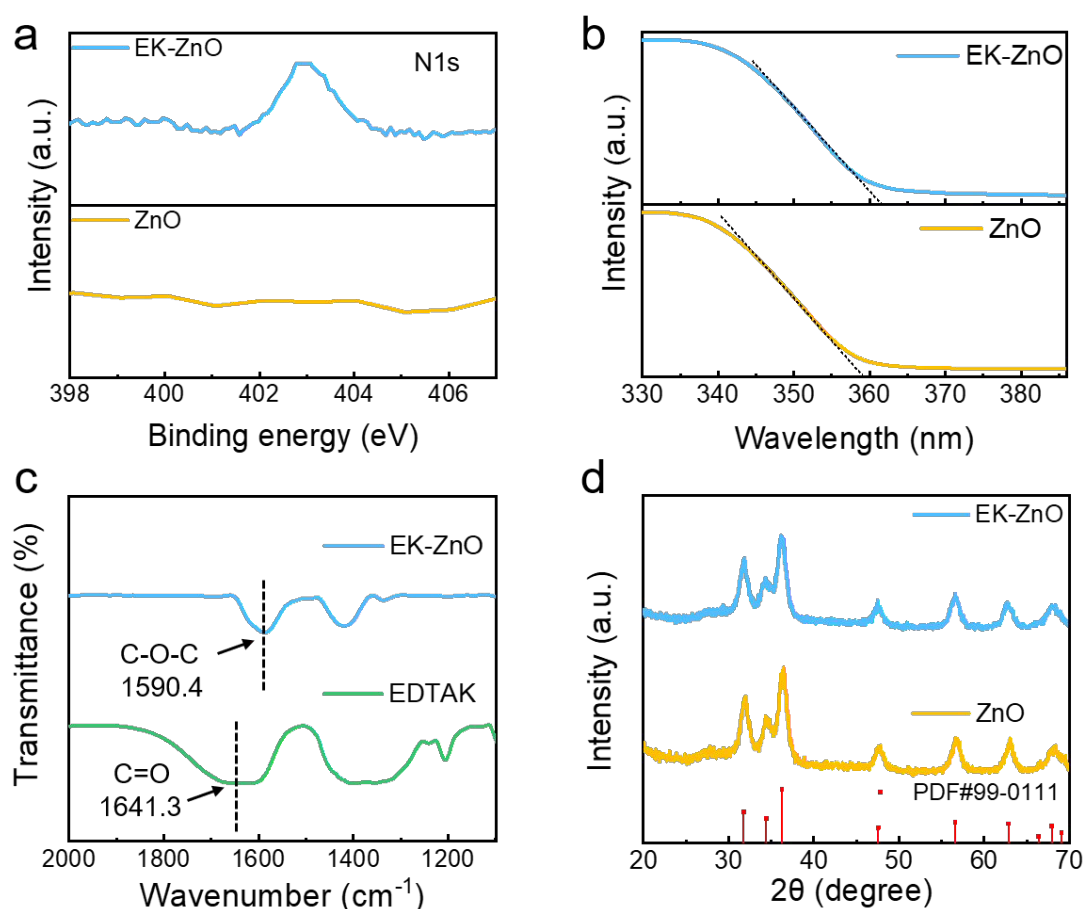 a
EK-ZnO
N1s
ZnO
Intensity (a.u.)
398 400 402 404 406
Binding energy (eV)
b
EK-ZnO
ZnO
Intensity (a.u.)
330 340 350 360 370 380
Wavelength (nm)
c
EK-ZnO
C-O-C
1590.4
EDTAK
C=O
1641.3
Transmittance (%)
2000 1800 1600 1400 1200
Wavenumber (cm⁻¹)
d
EK-ZnO
ZnO
PDF#99-0111
Intensity (a.u.)
20 30 40 50 60 70
2θ (degree)